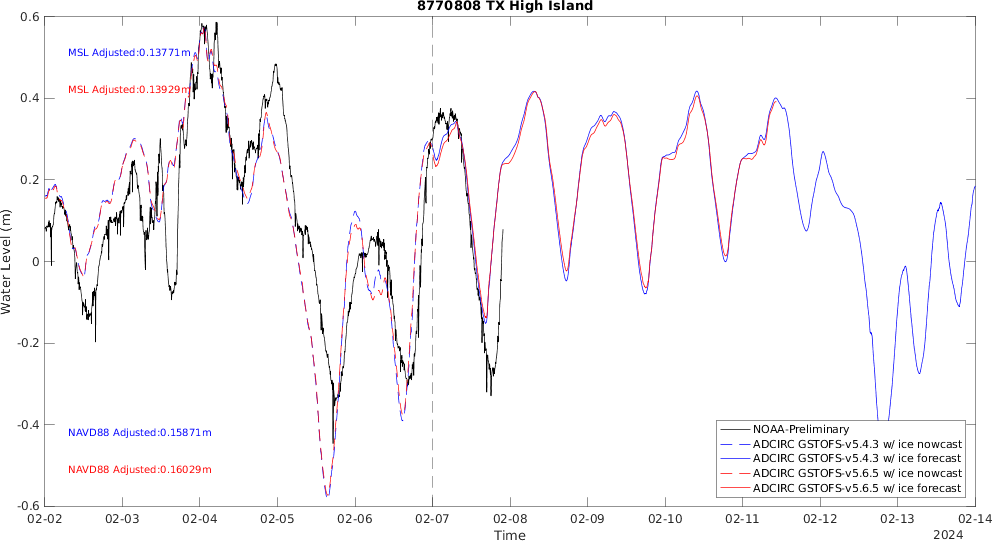 8770808 TX High Island
0.6
0.4
0.2
0
-0.2
-0.4
-0.6
Water Level (m)
MSL Adjusted:0.13771m
MSL Adjusted:0.13929m
NAVD88 Adjusted:0.15871m
NAVD88 Adjusted:0.16029m
NOAA-Preliminary
ADCIRC GSTOFS-v5.4.3 w/ ice nowcast
ADCIRC GSTOFS-v5.4.3 w/ ice forecast
ADCIRC GSTOFS-v5.6.5 w/ ice nowcast
ADCIRC GSTOFS-v5.6.5 w/ ice forecast
02-02 02-03 02-04 02-05 02-06 02-07 02-08 02-09 02-10 02-11 02-12 02-13 02-14
Time
2024